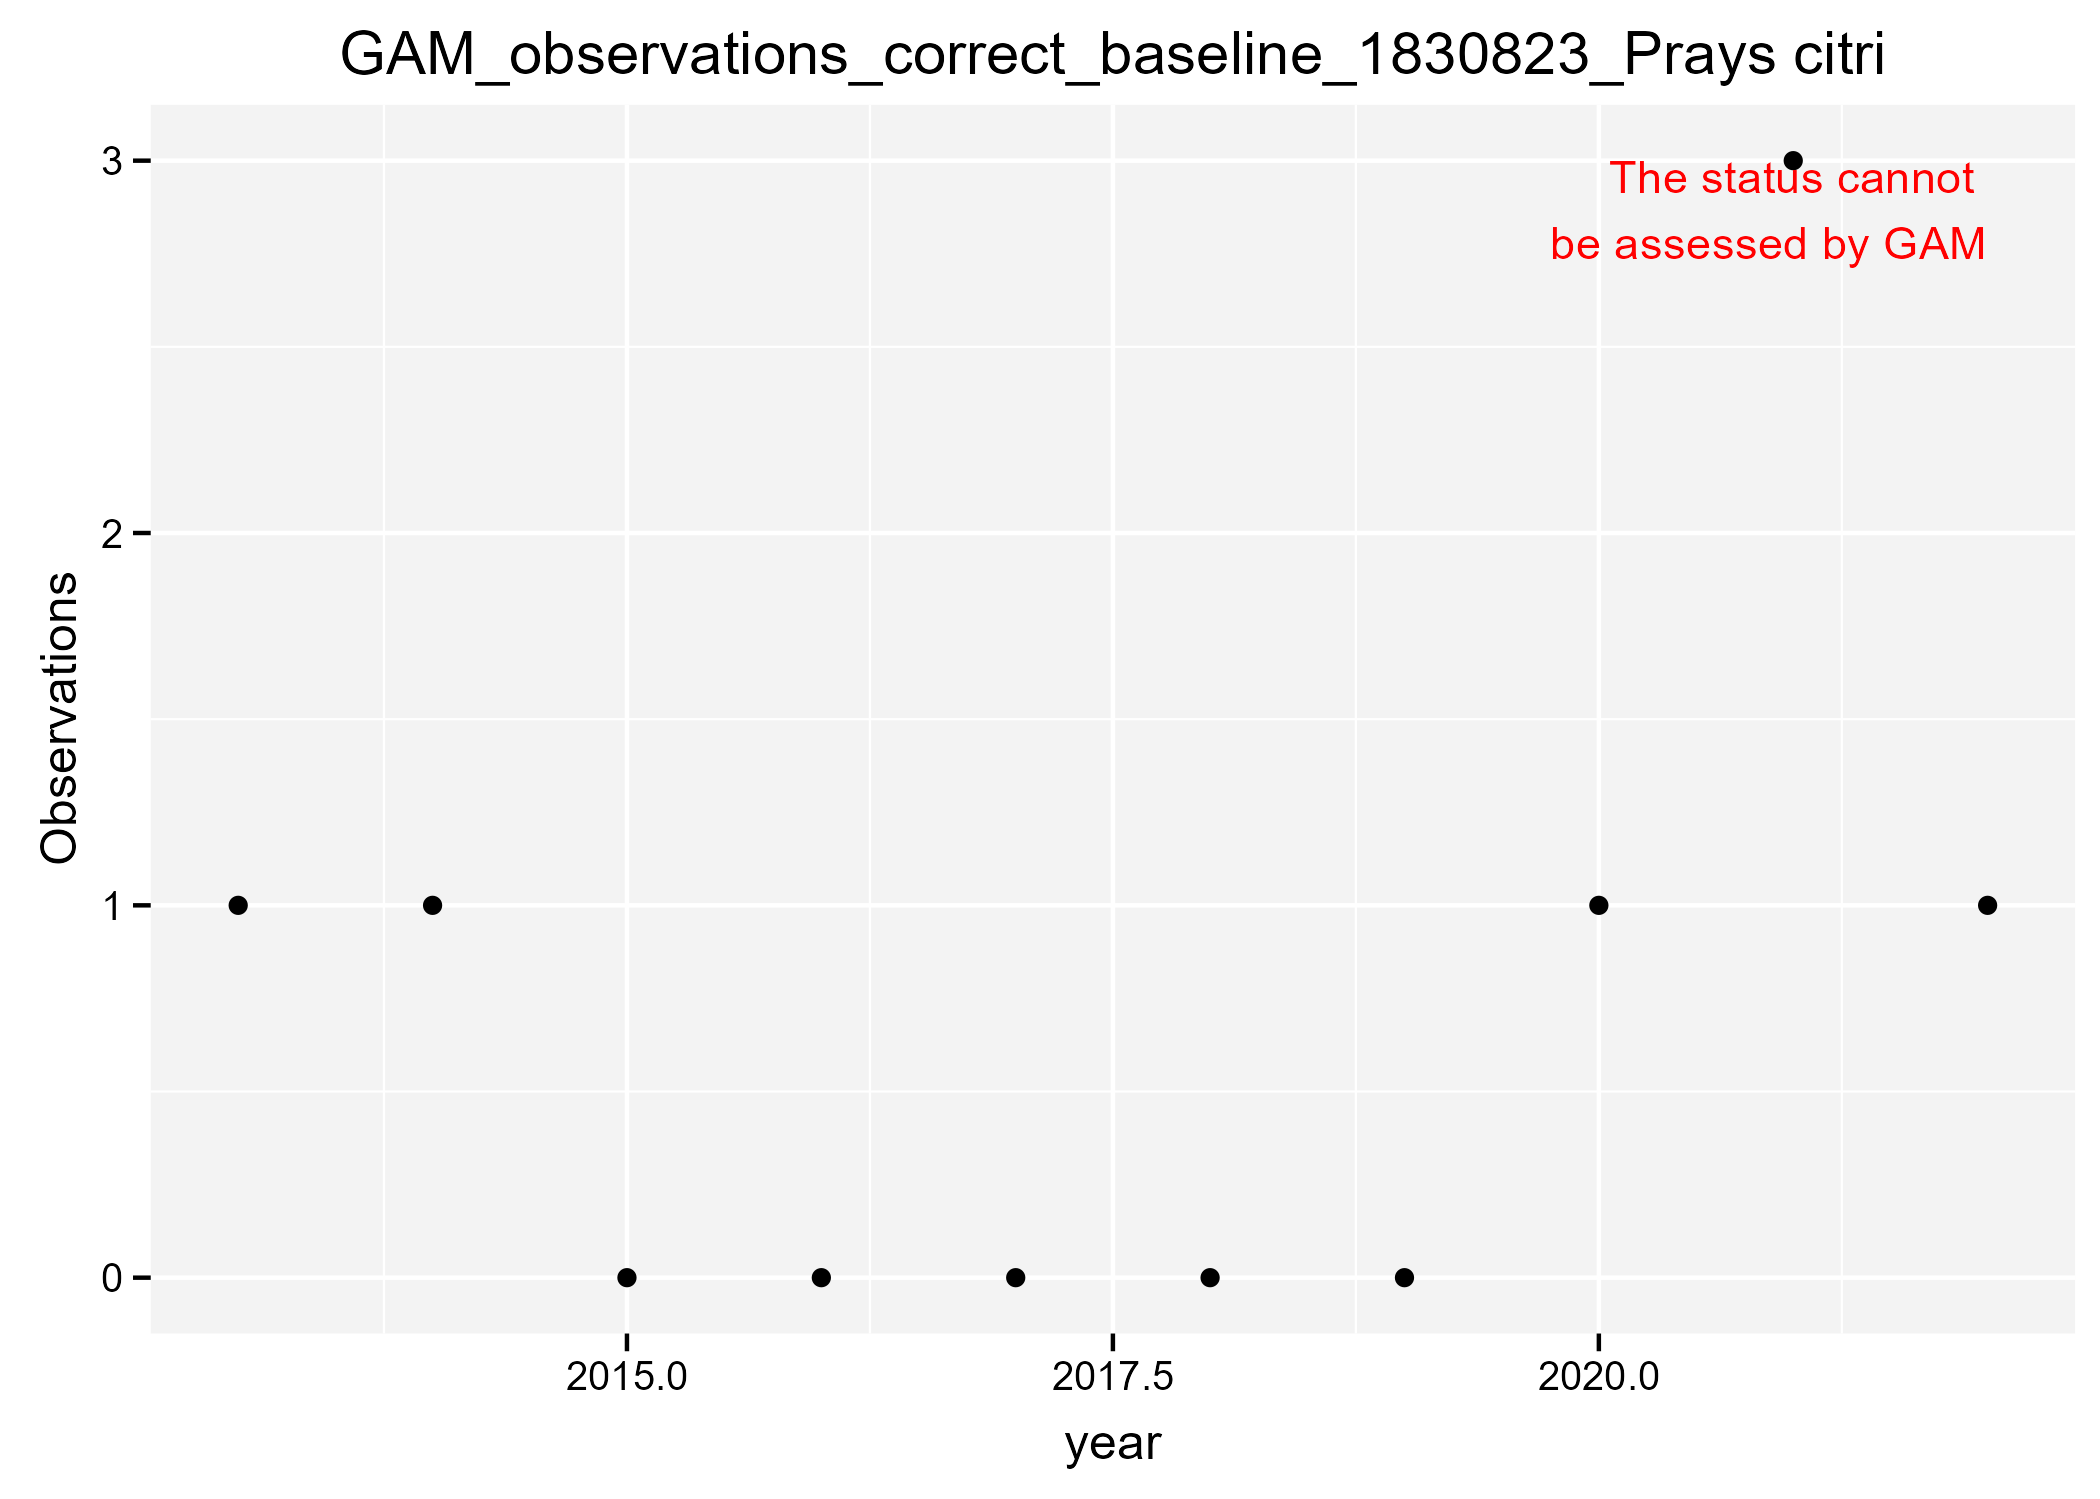 GAM_observations_correct_baseline_1830823_Prays citri
3
The status cannot
be assessed by GAM
2
Observations
1
0
2015.0 2017.5 2020.0
year